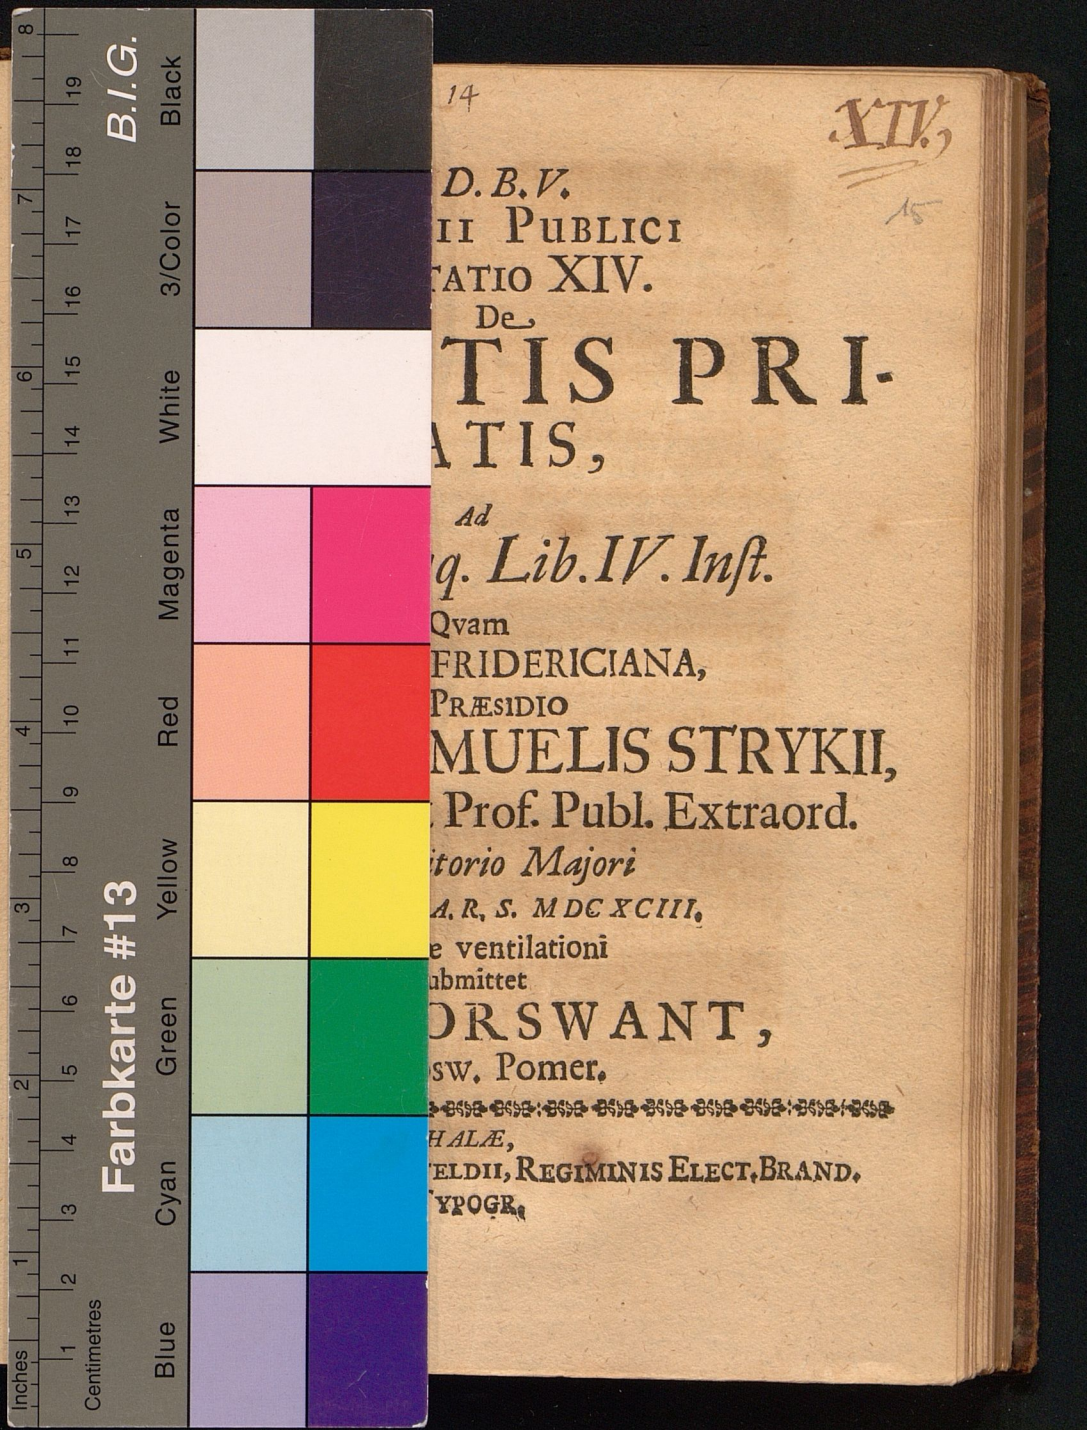 14
XIV.,
15
D. B. V.
II PUBLICI
TATIO XIV.
De
TIS PRI-
ATIS,
Ad
q. Lib. IV. Inſt.
Qvam
FRIDERICIANA,
PRÆSIDIO
MUELIS STRYKII,
Prof. Publ. Extraord.
itorio Majori
A. R. S. MDCXCIII.
e ventilationi
ubmittet
ORSWANT,
sw. Pomer.
HALÆ,
ELDII, REGIMINIS ELECT. BRAND.
TYPOGR.
Farbkarte #13
B.I.G.
Blue
Cyan
Green
Yellow
Red
Magenta
White
3/Color
Black
Centimetres
1 2 3 4 5 6 7 8 9 10 11 12 13 14 15 16 17 18 19
Inches
1 2 3 4 5 6 7 8